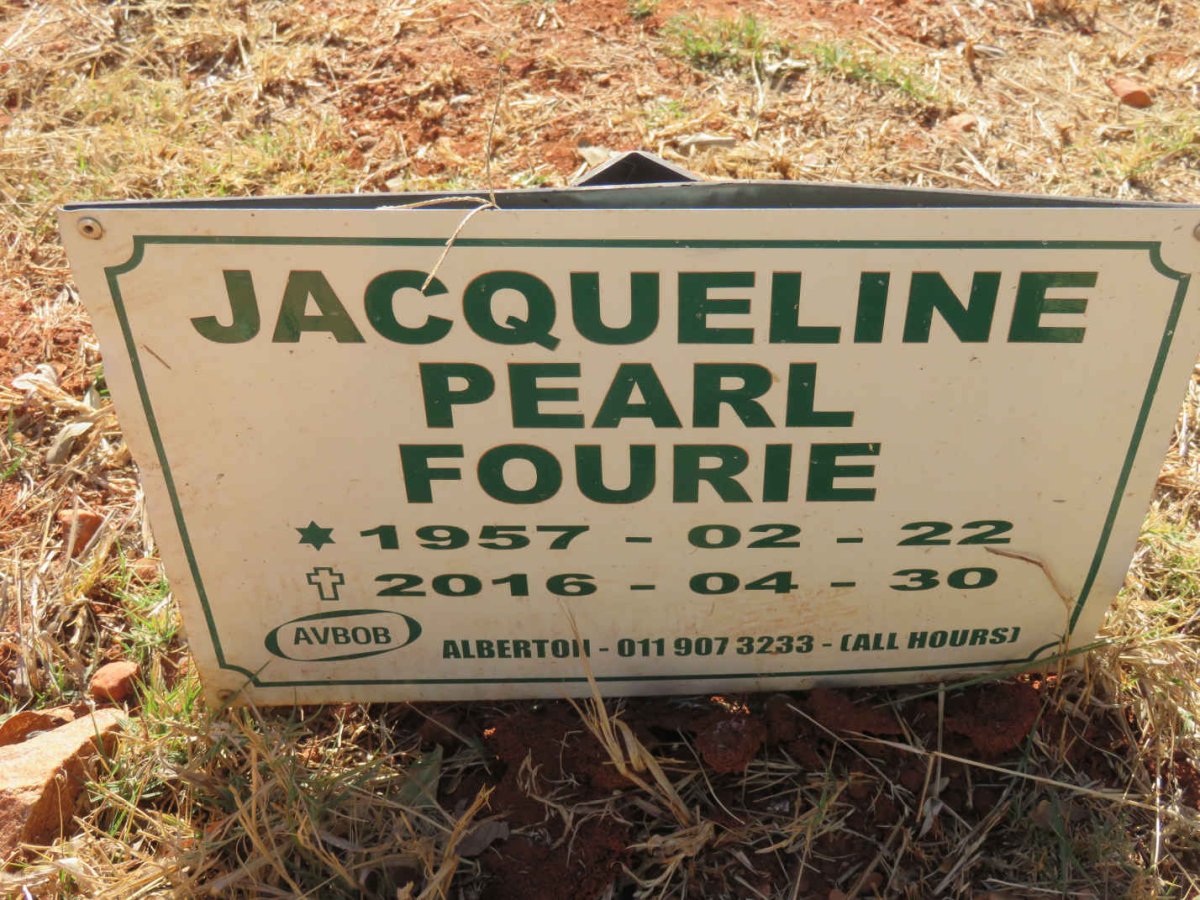 JACQUELINE
PEARL
FOURIE
✶ 1957 - 02 - 22
✝ 2016 - 04 - 30
AVBOB
ALBERTON - 011 907 3233 - (ALL HOURS)